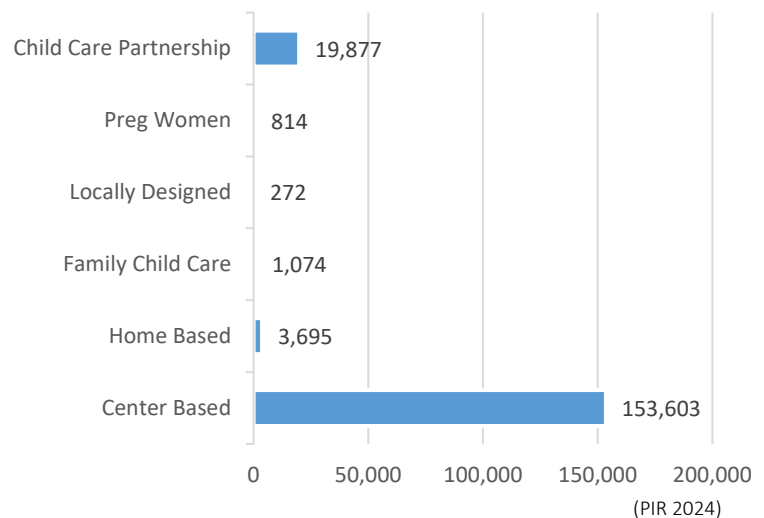 Child Care Partnership 19,877
Preg Women 814
Locally Designed 272
Family Child Care 1,074
Home Based 3,695
Center Based 153,603
0 50,000 100,000 150,000 200,000
(PIR 2024)